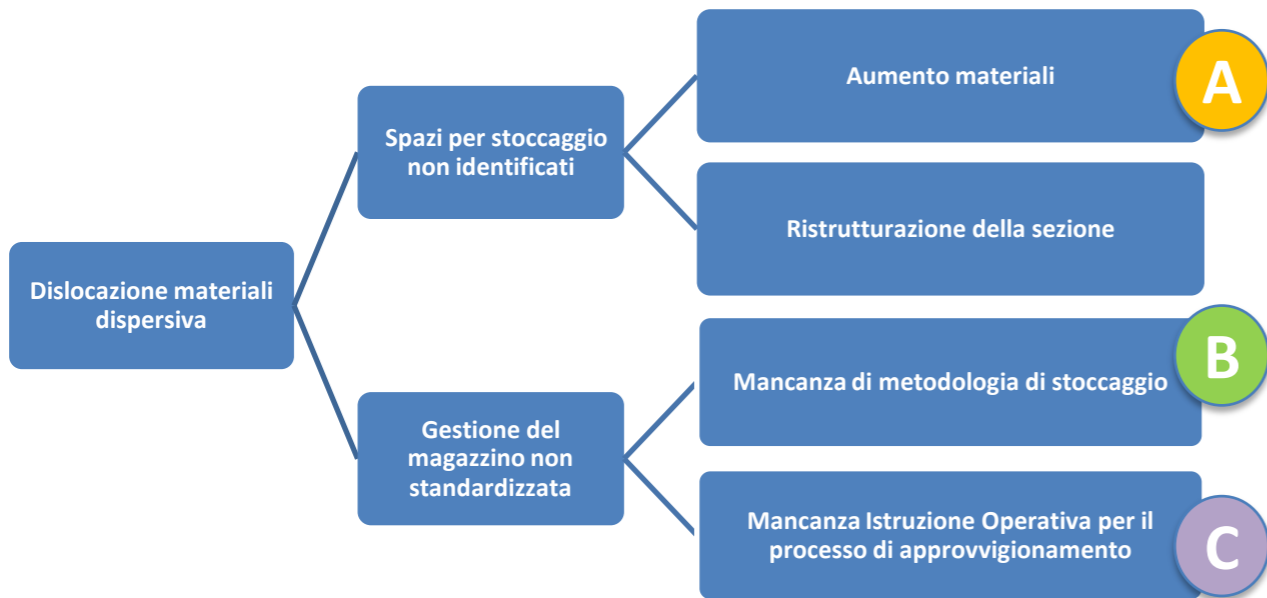 Aumento materiali
A
Spazi per stoccaggio
non identificati
Ristrutturazione della sezione
Dislocazione materiali
dispersiva
Mancanza di metodologia di stoccaggio
B
Gestione del
magazzino non
standardizzata
Mancanza Istruzione Operativa per il
processo di approvvigionamento
C